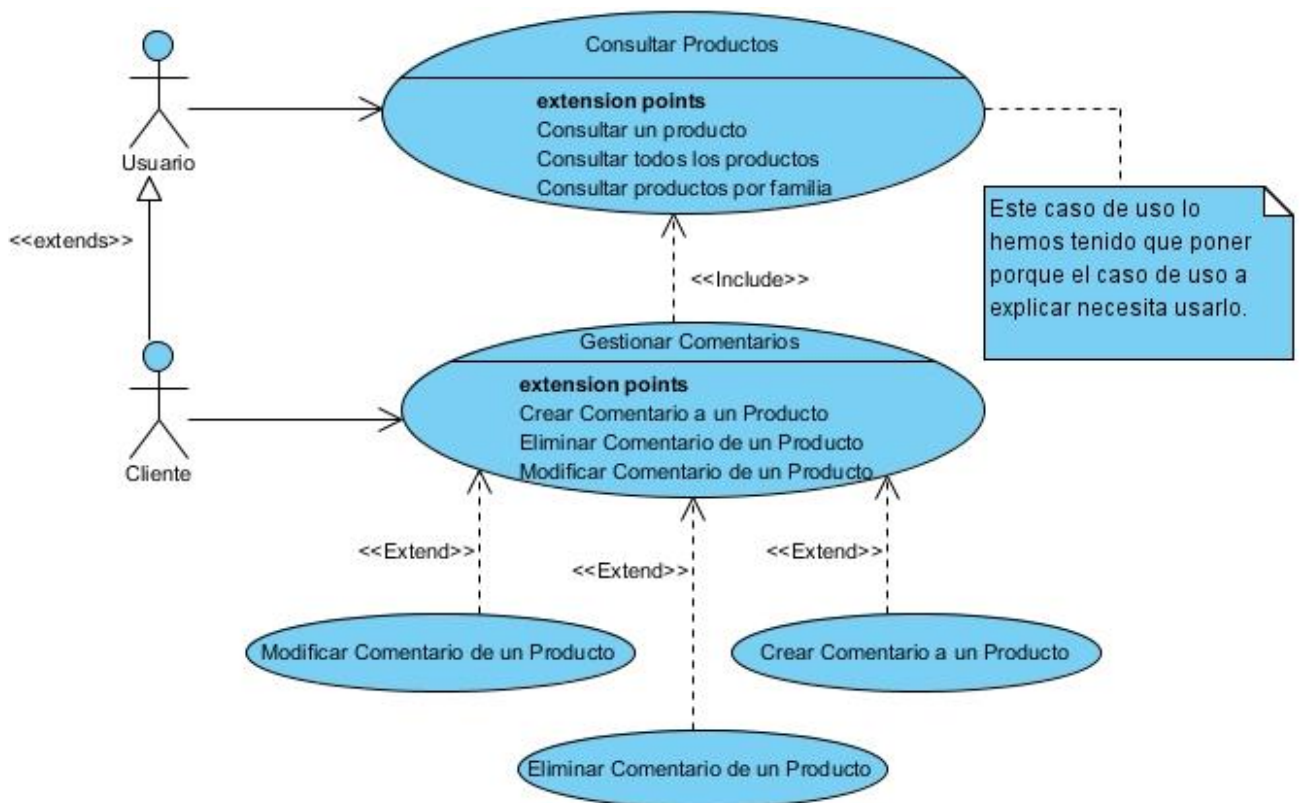 Consultar Productos
extension points
Consultar un producto
Consultar todos los productos
Consultar productos por familia
Usuario
<<extends>>
Este caso de uso lo
hemos tenido que poner
porque el caso de uso a
explicar necesita usarlo.
<<Include>>
Gestionar Comentarios
extension points
Crear Comentario a un Producto
Eliminar Comentario de un Producto
Modificar Comentario de un Producto
Cliente
<<Extend>>
<<Extend>>
<<Extend>>
Modificar Comentario de un Producto
Crear Comentario a un Producto
Eliminar Comentario de un Producto